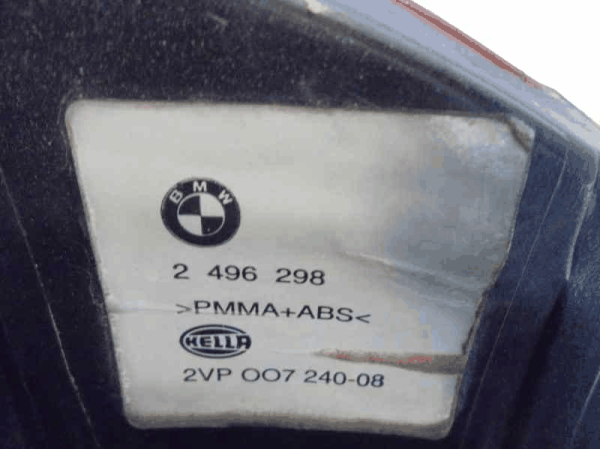 BMW
2 496 298
>PMMA+ABS<
HELLA
2VP 007 240-08